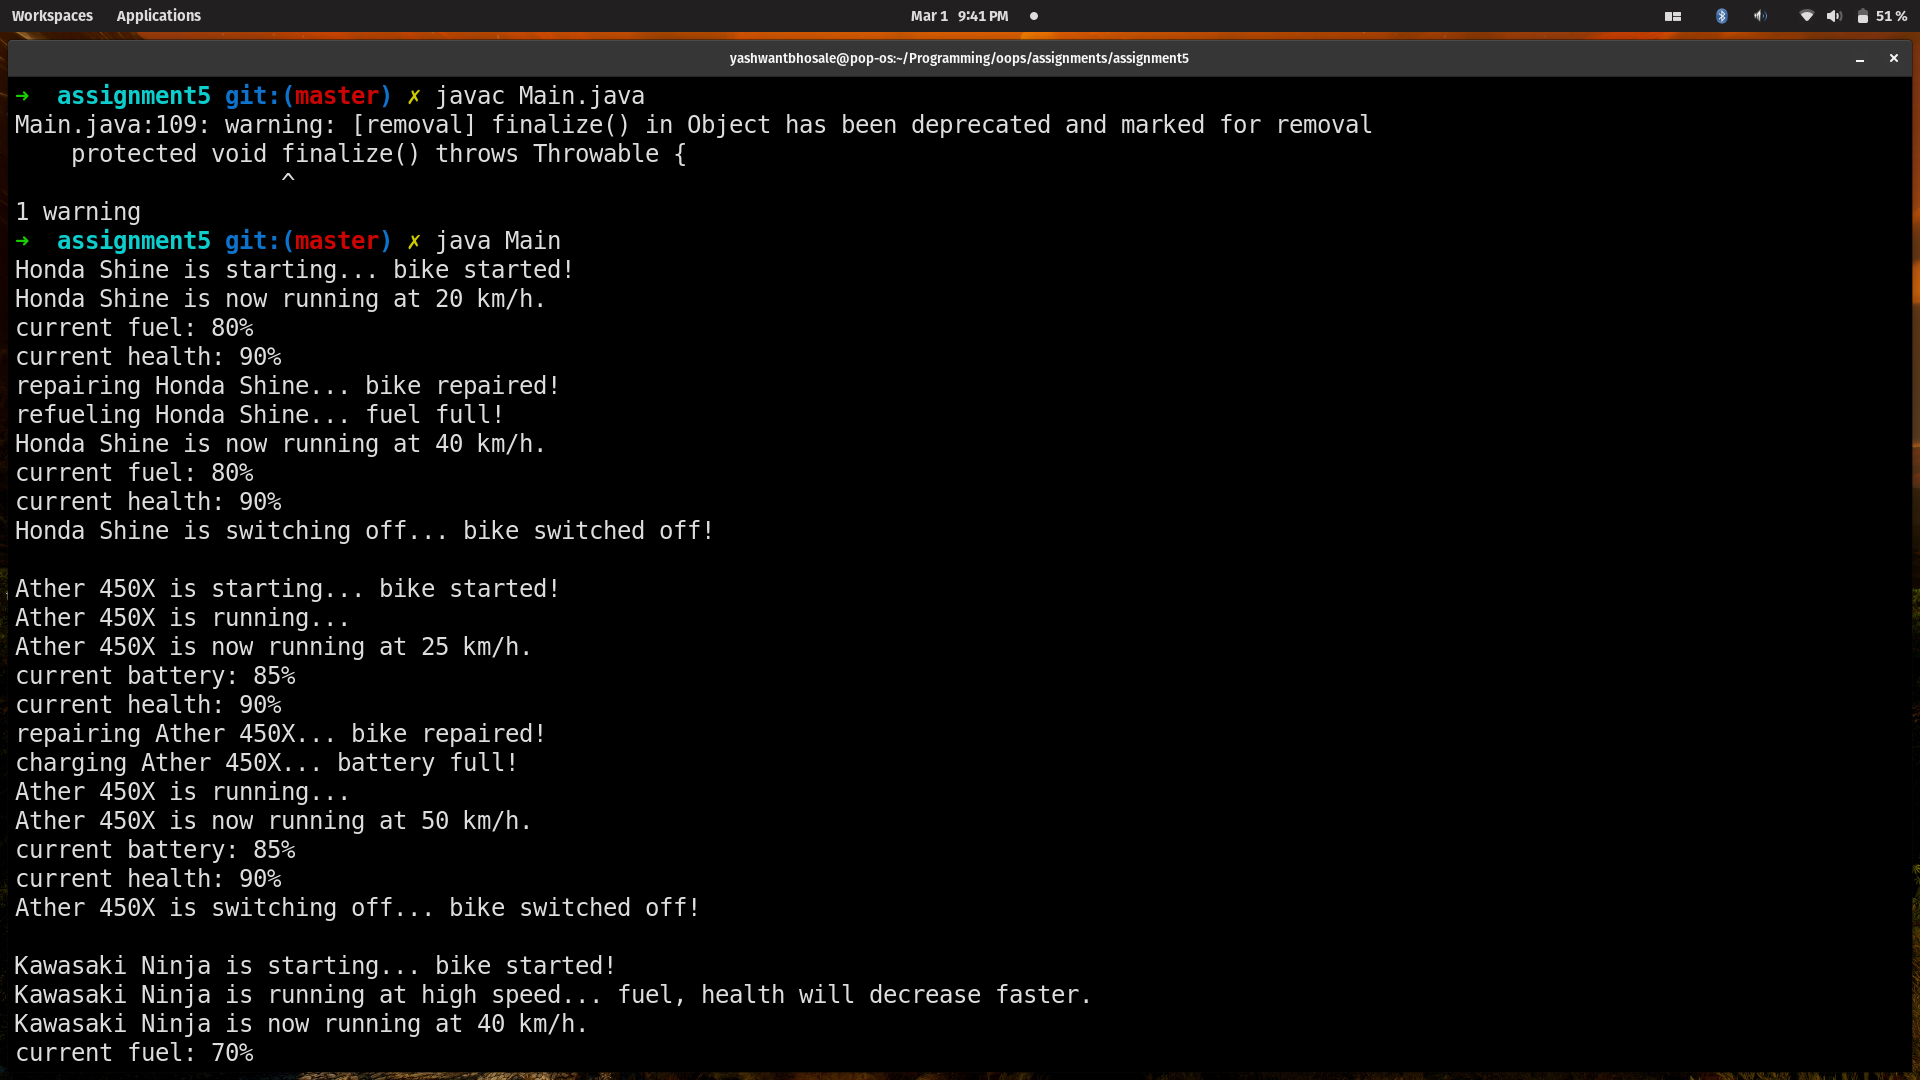 Workspaces Applications Mar 1 9:41 PM 51 %
yashwantbhosale@pop-os:~/Programming/oops/assignments/assignment5
➜ assignment5 git:(master) ✗ javac Main.java
Main.java:109: warning: [removal] finalize() in Object has been deprecated and marked for removal
    protected void finalize() throws Throwable {
                   ^
1 warning
➜ assignment5 git:(master) ✗ java Main
Honda Shine is starting... bike started!
Honda Shine is now running at 20 km/h.
current fuel: 80%
current health: 90%
repairing Honda Shine... bike repaired!
refueling Honda Shine... fuel full!
Honda Shine is now running at 40 km/h.
current fuel: 80%
current health: 90%
Honda Shine is switching off... bike switched off!

Ather 450X is starting... bike started!
Ather 450X is running...
Ather 450X is now running at 25 km/h.
current battery: 85%
current health: 90%
repairing Ather 450X... bike repaired!
charging Ather 450X... battery full!
Ather 450X is running...
Ather 450X is now running at 50 km/h.
current battery: 85%
current health: 90%
Ather 450X is switching off... bike switched off!

Kawasaki Ninja is starting... bike started!
Kawasaki Ninja is running at high speed... fuel, health will decrease faster.
Kawasaki Ninja is now running at 40 km/h.
current fuel: 70%